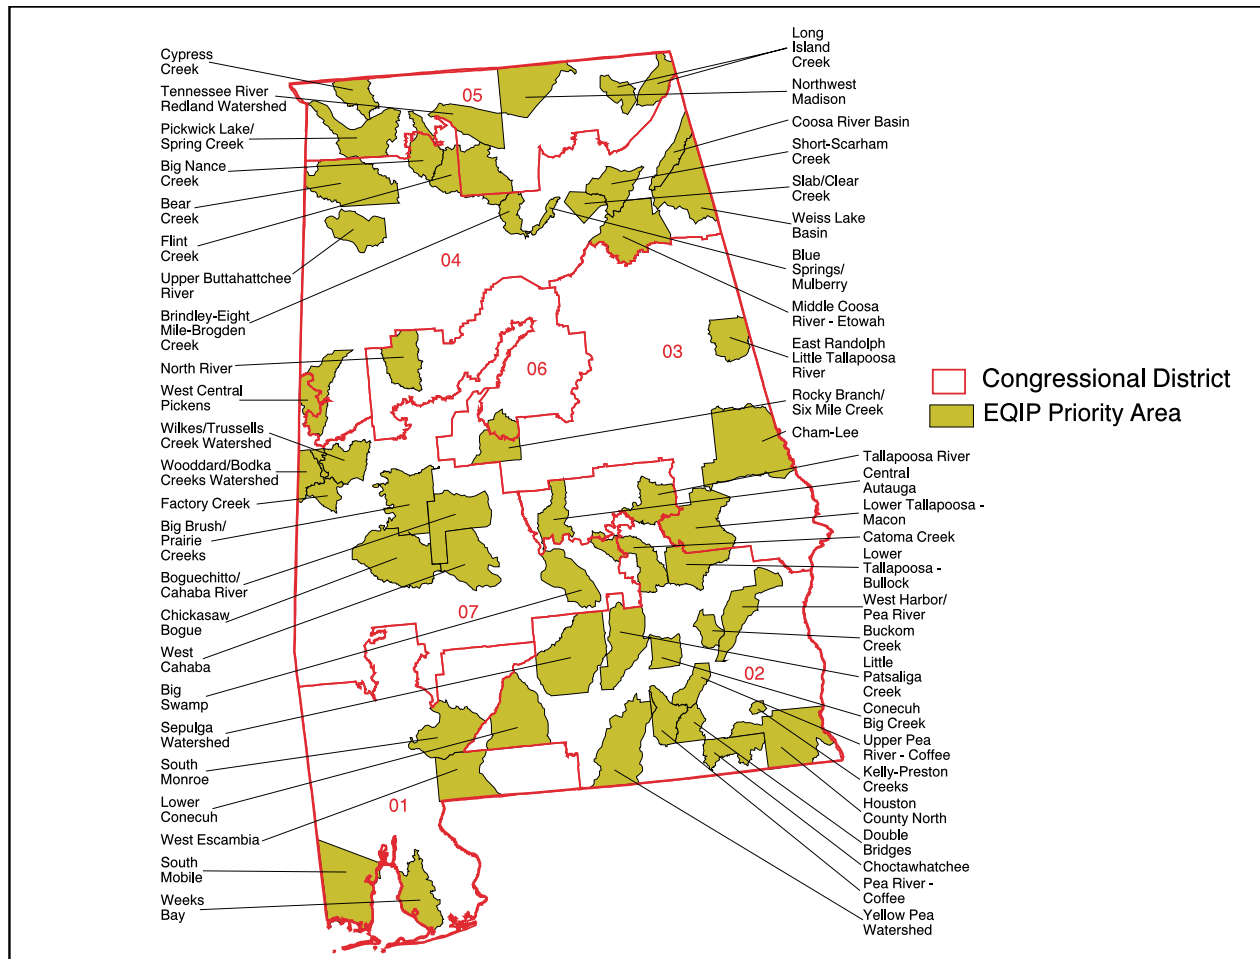 Cypress
Creek
Tennessee River
Redland Watershed
Pickwick Lake/
Spring Creek
Big Nance
Creek
Bear
Creek
Flint
Creek
Upper Buttahattchee
River
Brindley-Eight
Mile-Brogden
Creek
North River
West Central
Pickens
Wilkes/Trussells
Creek Watershed
Wooddard/Bodka
Creeks Watershed
Factory Creek
Big Brush/
Prairie
Creeks
Boguechitto/
Cahaba River
Chickasaw
Bogue
West
Cahaba
Big
Swamp
Sepulga
Watershed
South
Monroe
Lower
Conecuh
West Escambia
South
Mobile
Weeks
Bay
05
04
03
06
07
02
01
Long
Island
Creek
Northwest
Madison
Coosa River Basin
Short-Scarham
Creek
Slab/Clear
Creek
Weiss Lake
Basin
Blue
Springs/
Mulberry
Middle Coosa
River - Etowah
East Randolph
Little Tallapoosa
River
Rocky Branch/
Six Mile Creek
Cham-Lee
Tallapoosa River
Central
Autauga
Lower Tallapoosa -
Macon
Catoma Creek
Lower
Tallapoosa -
Bullock
West Harbor/
Pea River
Buckom
Creek
Little
Patsaliga
Creek
Conecuh
Big Creek
Upper Pea
River - Coffee
Kelly-Preston
Creeks
Houston
County North
Double
Bridges
Choctawhatchee
Pea River -
Coffee
Yellow Pea
Watershed
Congressional District
EQIP Priority Area